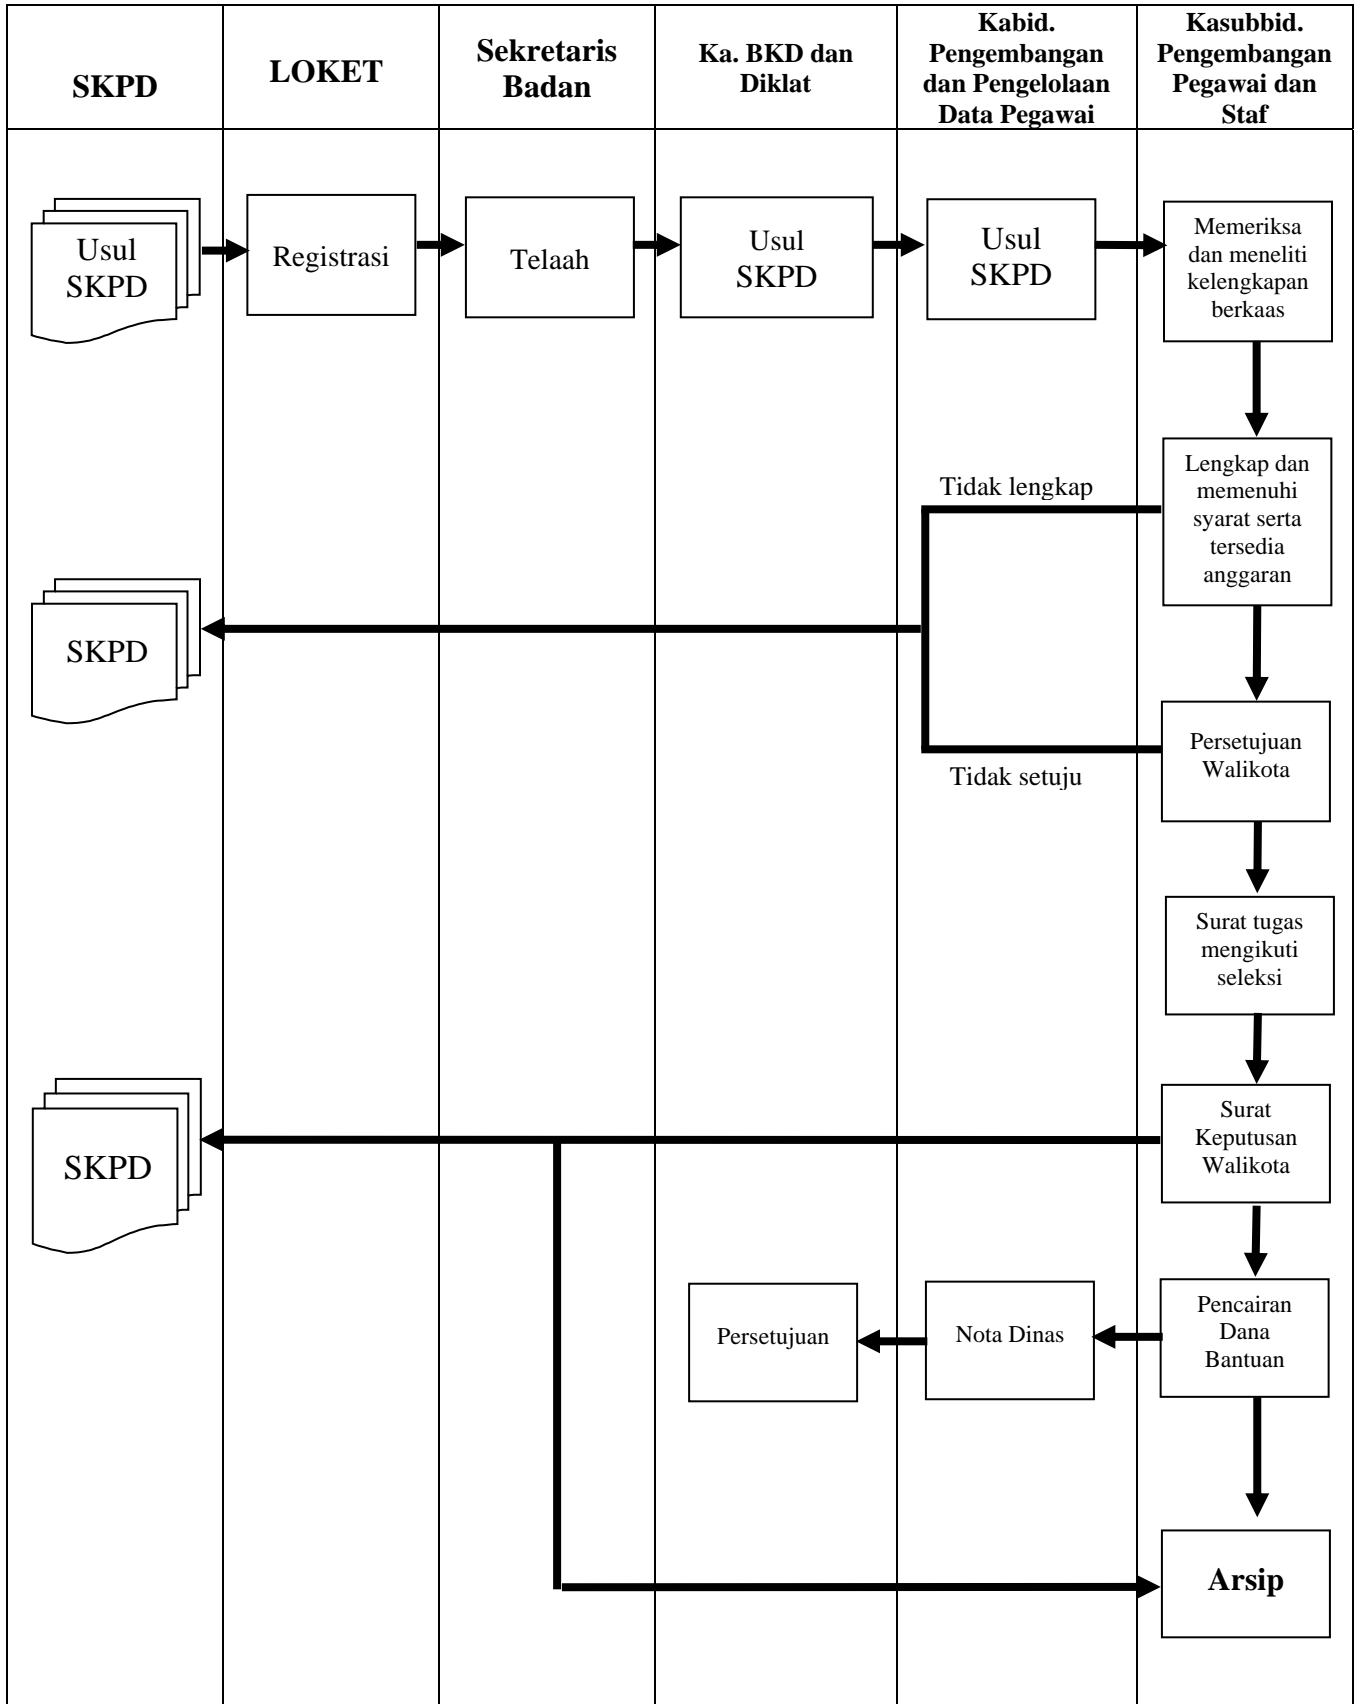 SKPD
LOKET
Sekretaris
Badan
Ka. BKD dan
Diklat
Kabid.
Pengembangan
dan Pengelolaan
Data Pegawai
Kasubbid.
Pengembangan
Pegawai dan
Staf
Usul
SKPD
Registrasi
Telaah
Usul
SKPD
Usul
SKPD
Memeriksa
dan meneliti
kelengkapan
berkaas
Tidak lengkap
Lengkap dan
memenuhi
syarat serta
tersedia
anggaran
SKPD
Persetujuan
Walikota
Tidak setuju
Surat tugas
mengikuti
seleksi
SKPD
Surat
Keputusan
Walikota
Persetujuan
Nota Dinas
Pencairan
Dana
Bantuan
Arsip